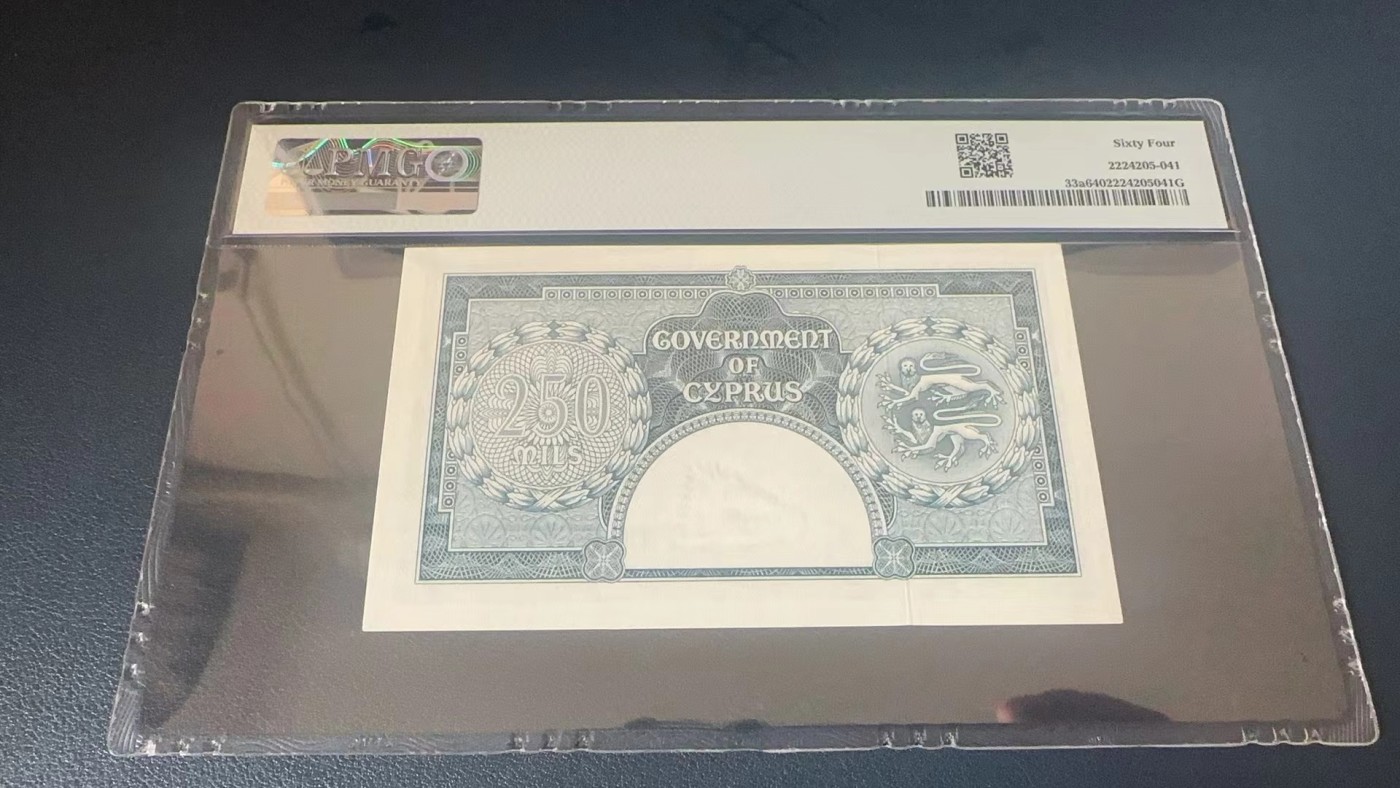 PMG
PAPER MONEY GUARANTY
Sixty Four
2224205-041
33a6402224205041G
GOVERNMENT
OF
CYPRUS
250
MILS